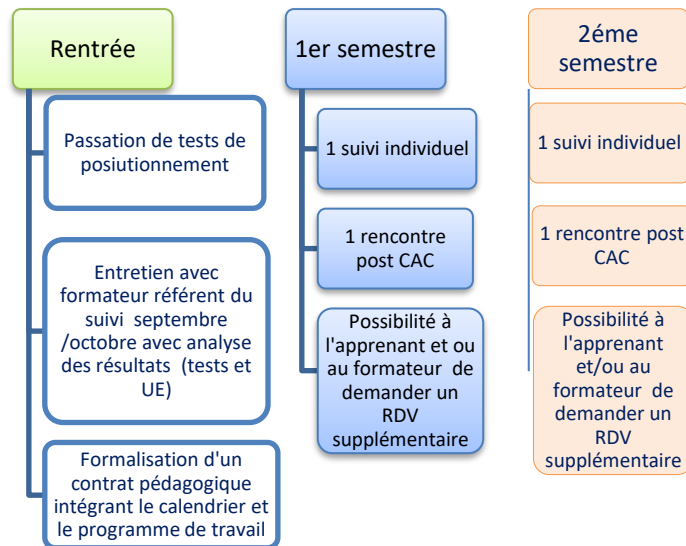 Rentrée
Passation de tests de
posiutionnement
Entretien avec
formateur référent du
suivi septembre
/octobre avec analyse
des résultats (tests et
UE)
Formalisation d'un
contrat pédagogique
intégrant le calendrier et
le programme de travail
1er semestre
1 suivi individuel
1 rencontre
post CAC
Possibilité à
l'apprenant et ou
au formateur de
demander un
RDV
supplémentaire
2éme
semestre
1 suivi individuel
1 rencontre post
CAC
Possibilité à
l'apprenant
et/ou au
formateur de
demander un
RDV
supplémentaire